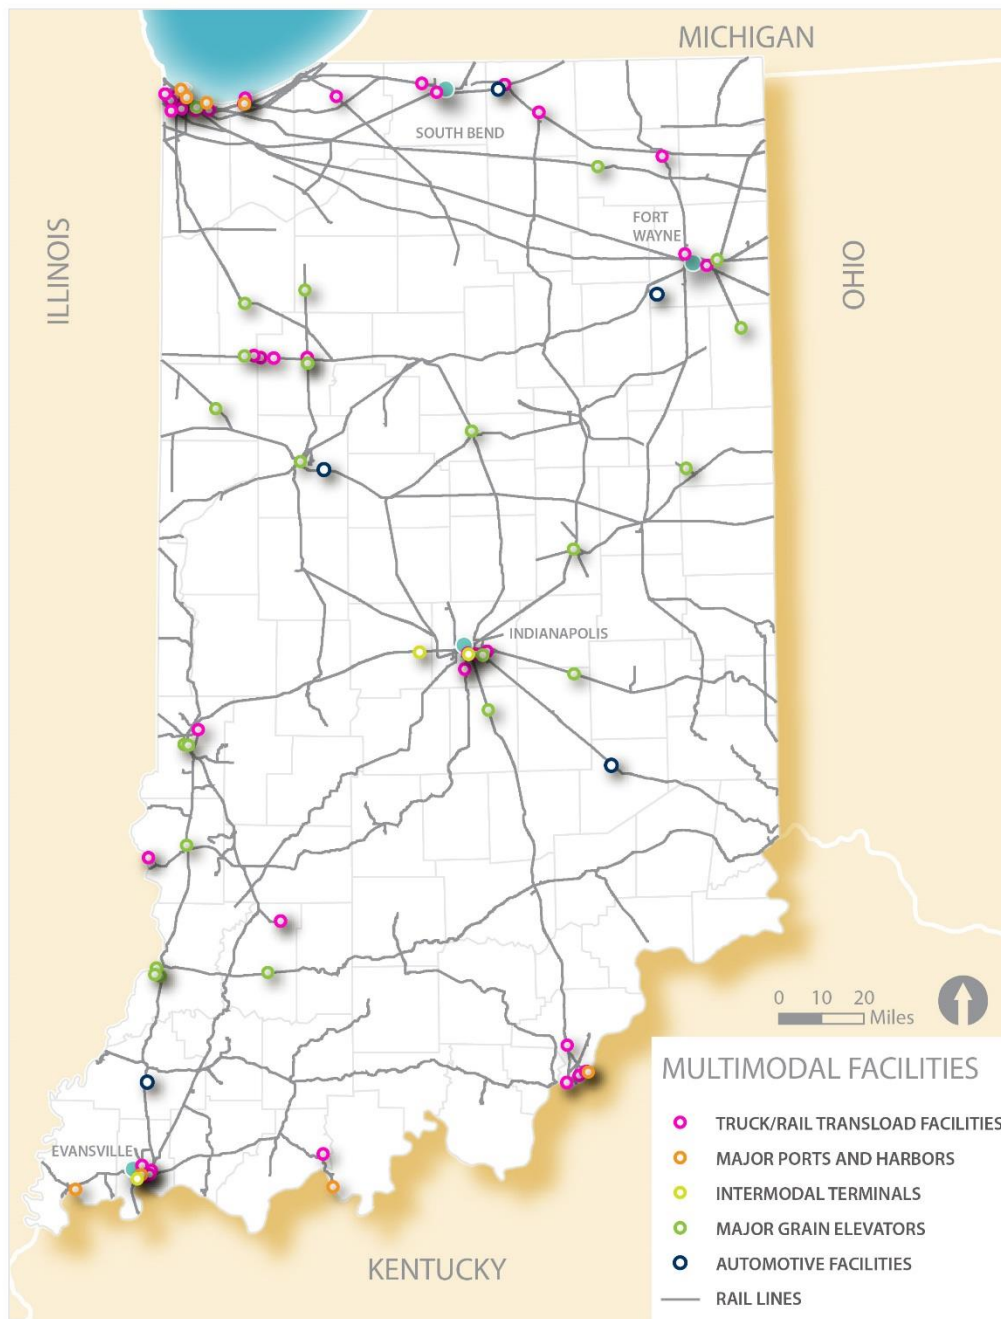 MICHIGAN
SOUTH BEND
ILLINOIS
FORT
WAYNE
OHIO
INDIANAPOLIS
0 10 20
Miles
EVANSVILLE
KENTUCKY
MULTIMODAL FACILITIES
TRUCK/RAIL TRANSLOAD FACILITIES
MAJOR PORTS AND HARBORS
INTERMODAL TERMINALS
MAJOR GRAIN ELEVATORS
AUTOMOTIVE FACILITIES
RAIL LINES